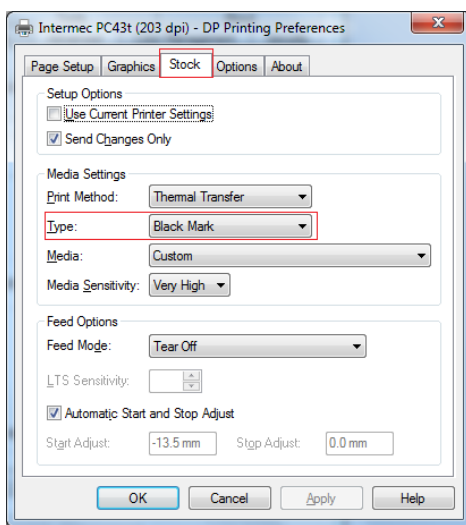 Intermec PC43t (203 dpi) - DP Printing Preferences
Page Setup Graphics Stock Options About
Setup Options
Use Current Printer Settings
Send Changes Only
Media Settings
Print Method: Thermal Transfer
Type: Black Mark
Media: Custom
Media Sensitivity: Very High
Feed Options
Feed Mode: Tear Off
LTS Sensitivity:
Automatic Start and Stop Adjust
Start Adjust: -13.5 mm Stop Adjust: 0.0 mm
OK Cancel Apply Help